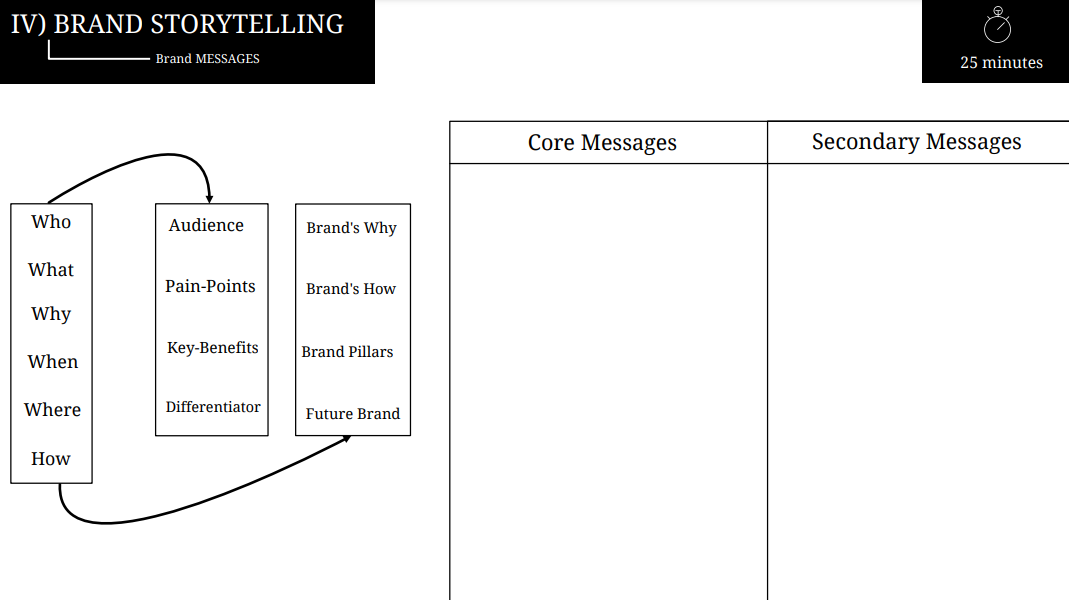 IV) BRAND STORYTELLING
Brand MESSAGES
25 minutes
Who
What
Why
When
Where
How
Audience
Pain-Points
Key-Benefits
Differentiator
Brand's Why
Brand's How
Brand Pillars
Future Brand
Core Messages
Secondary Messages